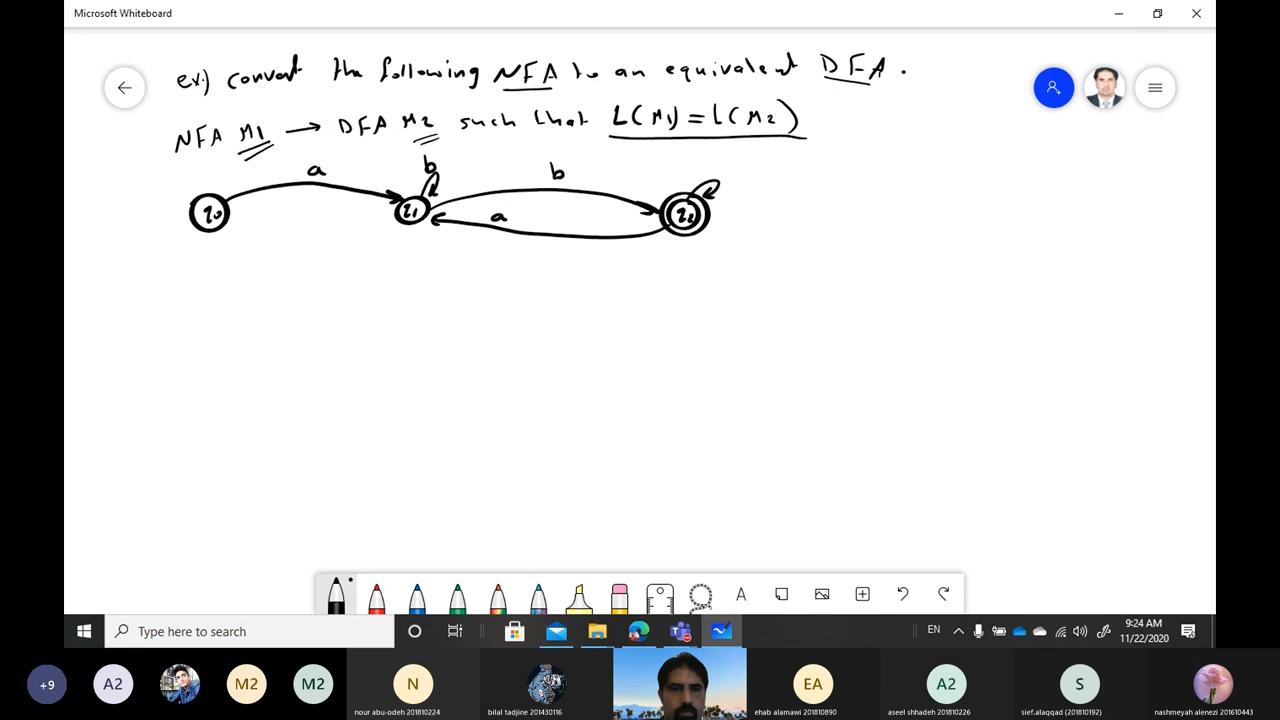 Microsoft Whiteboard
ex:) convert the following NFA to an equivalent DFA.
NFA M1 → DFA M2 such that L(M1) = L(M2)
a b b
q0 q1 a q2
A
Type here to search
EN 9:24 AM
11/22/2020
+9 A2 M2 M2 N EA A2 S
nour abu-odeh 201810224 bilal tadjine 201430116 ehab alamawi 201810890 aseel shhadeh 201810226 sief.alaqqad (201810192) nashmeyah alenezi 201610443